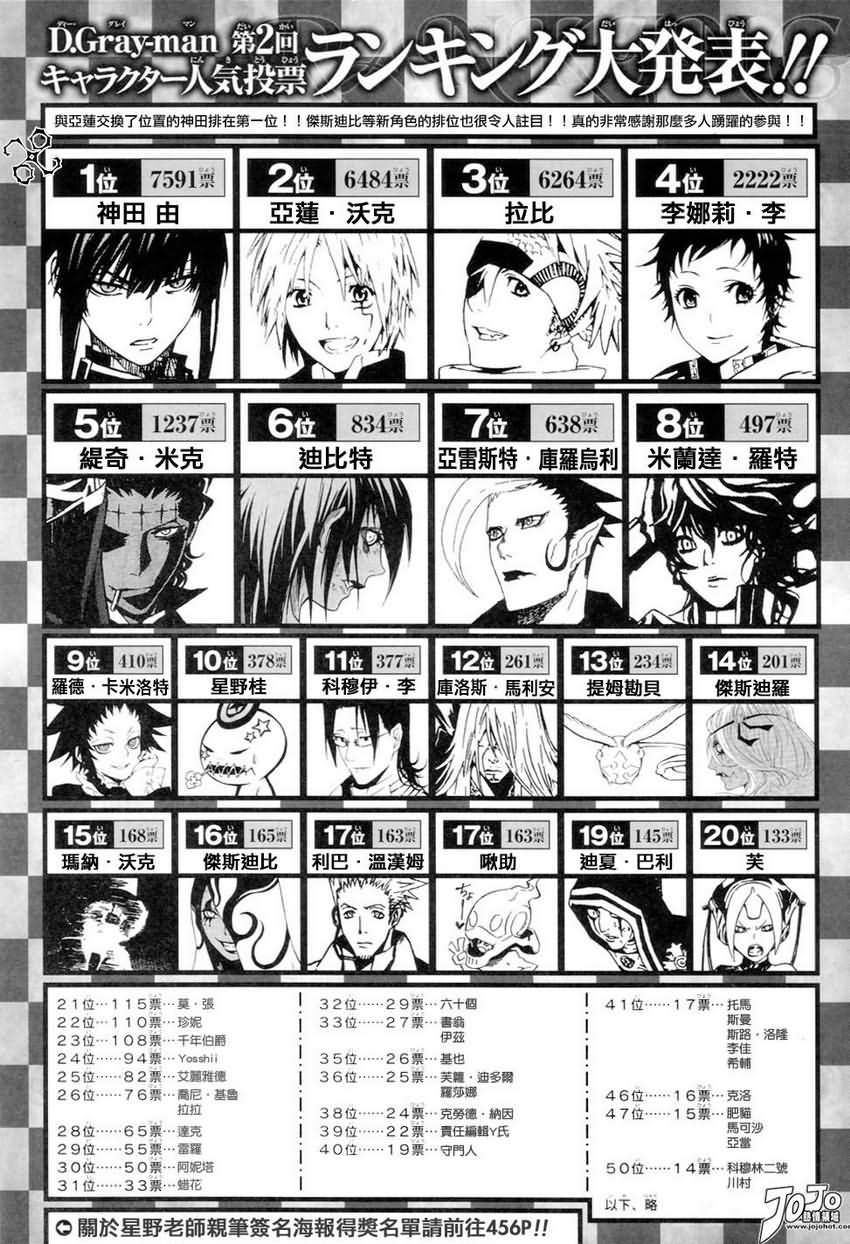 D.Gray-man 第2回
キャラクター人気投票
ランキング大発表!!
與亞蓮交換了位置的神田排在第一位！！傑斯迪比等新角色的排位也很令人註目！！真的非常感謝那麼多人踴躍的參與！！
1位 7591票
神田 由
2位 6484票
亞蓮・沃克
3位 6264票
拉比
4位 2222票
李娜莉・李
5位 1237票
緹奇・米克
6位 834票
迪比特
7位 638票
亞雷斯特・庫羅烏利
8位 497票
米蘭達・羅特
9位 410票
羅德・卡米洛特
10位 378票
星野桂
11位 377票
科穆伊・李
12位 261票
庫洛斯・馬利安
13位 234票
提姆勘貝
14位 201票
傑斯迪羅
15位 168票
瑪納・沃克
16位 165票
傑斯迪比
17位 163票
利巴・溫漢姆
17位 163票
啾助
19位 145票
迪夏・巴利
20位 133票
芙
21位…115票…莫・張
22位…110票…珍妮
23位…108票…千年伯爵
24位……94票…Yosshii
25位……82票…艾麗雅德
26位……76票…喬尼・基魯
拉拉
28位……65票…達克
29位……55票…雷羅
30位……50票…阿妮塔
31位……33票…蜡花
32位……29票…六十個
33位……27票…書翁
伊茲
35位……26票…基也
36位……25票…芙蘿・迪多爾
羅莎娜
38位……24票…克勞德・納因
39位……22票…責任編輯Y氏
40位……19票…守門人
41位……17票…托馬
斯曼
斯路・洛隆
李佳
希輔
46位……16票…克洛
47位……15票…肥貓
馬可沙
亞當
50位……14票…科穆林二號
川村
以下、略
關於星野老師親筆簽名海報得獎名單請前往456P!!
JOJO
熱情劇場
www.jojohot.com